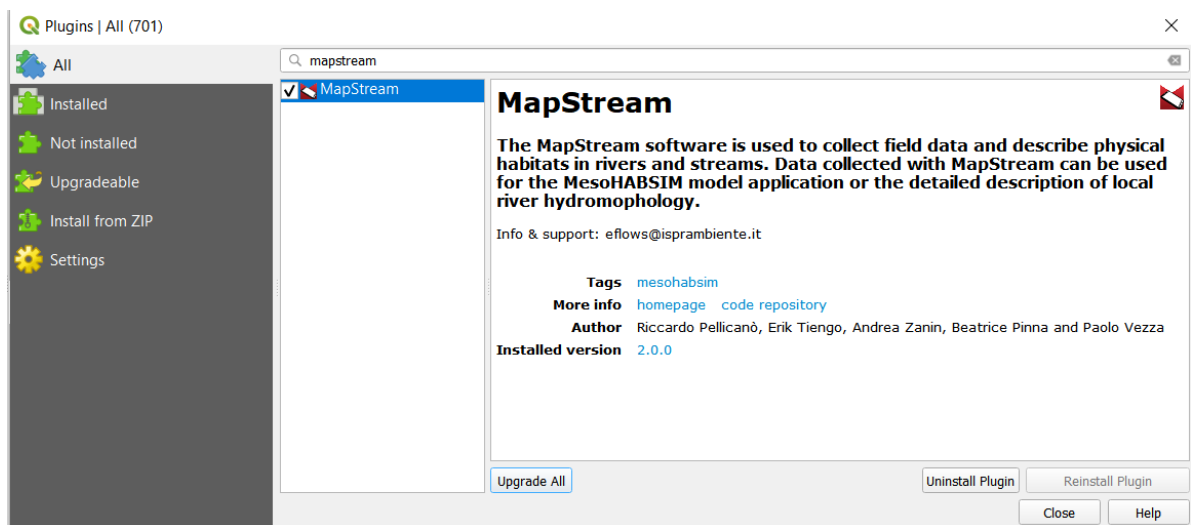 Plugins | All (701)
All
Installed
Not installed
Upgradeable
Install from ZIP
Settings
mapstream
MapStream
MapStream
The MapStream software is used to collect field data and describe physical
habitats in rivers and streams. Data collected with MapStream can be used
for the MesoHABSIM model application or the detailed description of local
river hydromophology.
Info & support: eflows@isprambiente.it
Tags mesohabsim
More info homepage code repository
Author Riccardo Pellicanò, Erik Tiengo, Andrea Zanin, Beatrice Pinna and Paolo Vezza
Installed version 2.0.0
Upgrade All Uninstall Plugin Reinstall Plugin
Close Help